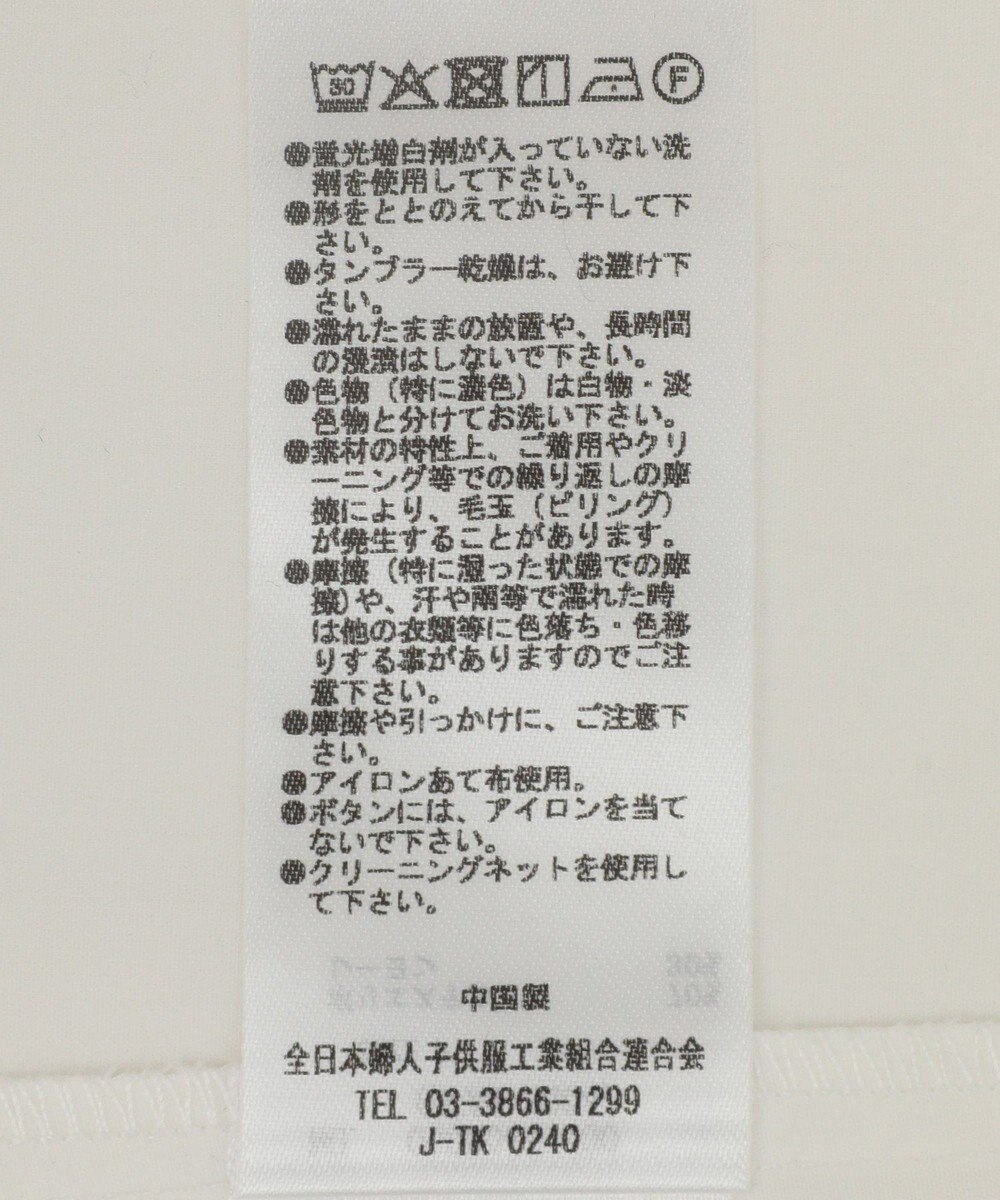 30
F
●蛍光増白剤が入っていない洗
剤を使用して下さい。
●形をととのえてから干して下
さい。
●タンブラー乾燥は、お避け下
さい。
●濡れたままの放置や、長時間
の浸漬はしないで下さい。
●色物（特に濃色）は白物・淡
色物と分けてお洗い下さい。
●素材の特性上、ご着用やクリ
ーニング等での繰り返しの摩
擦により、毛玉（ピリング）
が発生することがあります。
●摩擦（特に湿った状態での摩
擦）や、汗や雨等で濡れた時
は他の衣類等に色落ち・色移
りする事がありますのでご注
意下さい。
●摩擦や引っかけに、ご注意下
さい。
●アイロンあて布使用。
●ボタンには、アイロンを当て
ないで下さい。
●クリーニングネットを使用し
て下さい。
中国製
全日本婦人子供服工業組合連合会
TEL 03-3866-1299
J-TK 0240